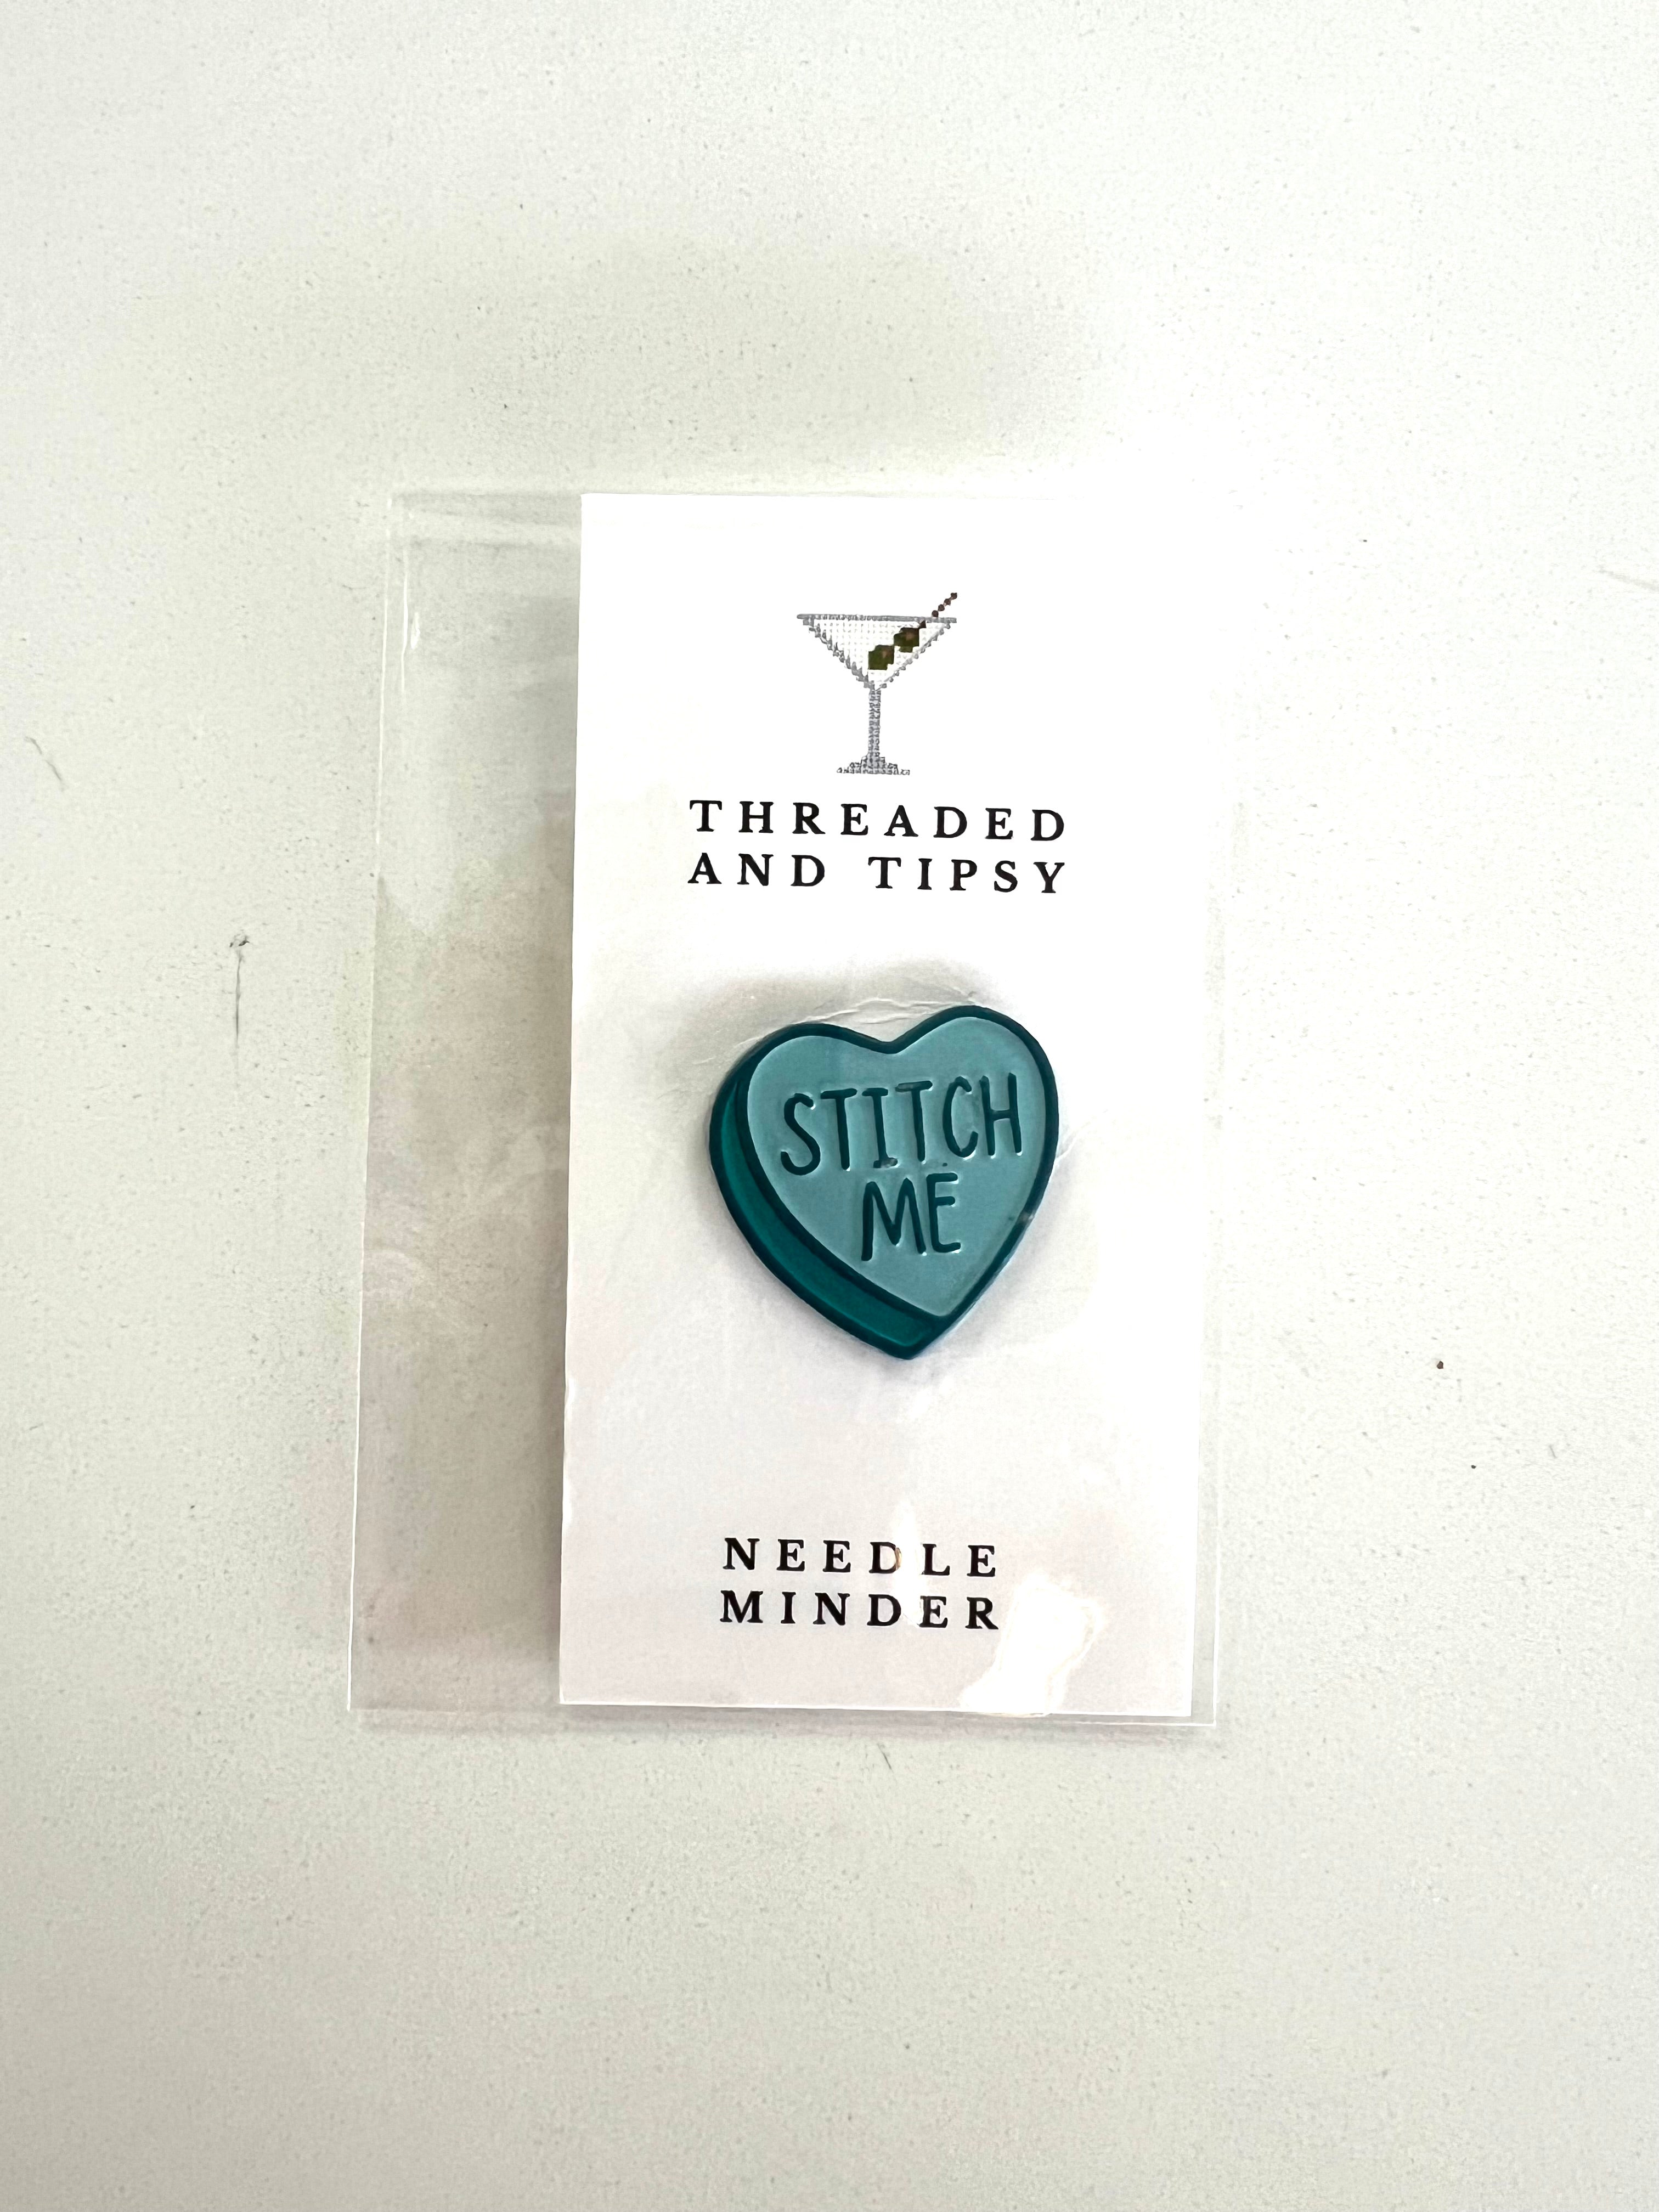 THREADED
AND TIPSY
STITCH
ME
NEEDLE
MINDER